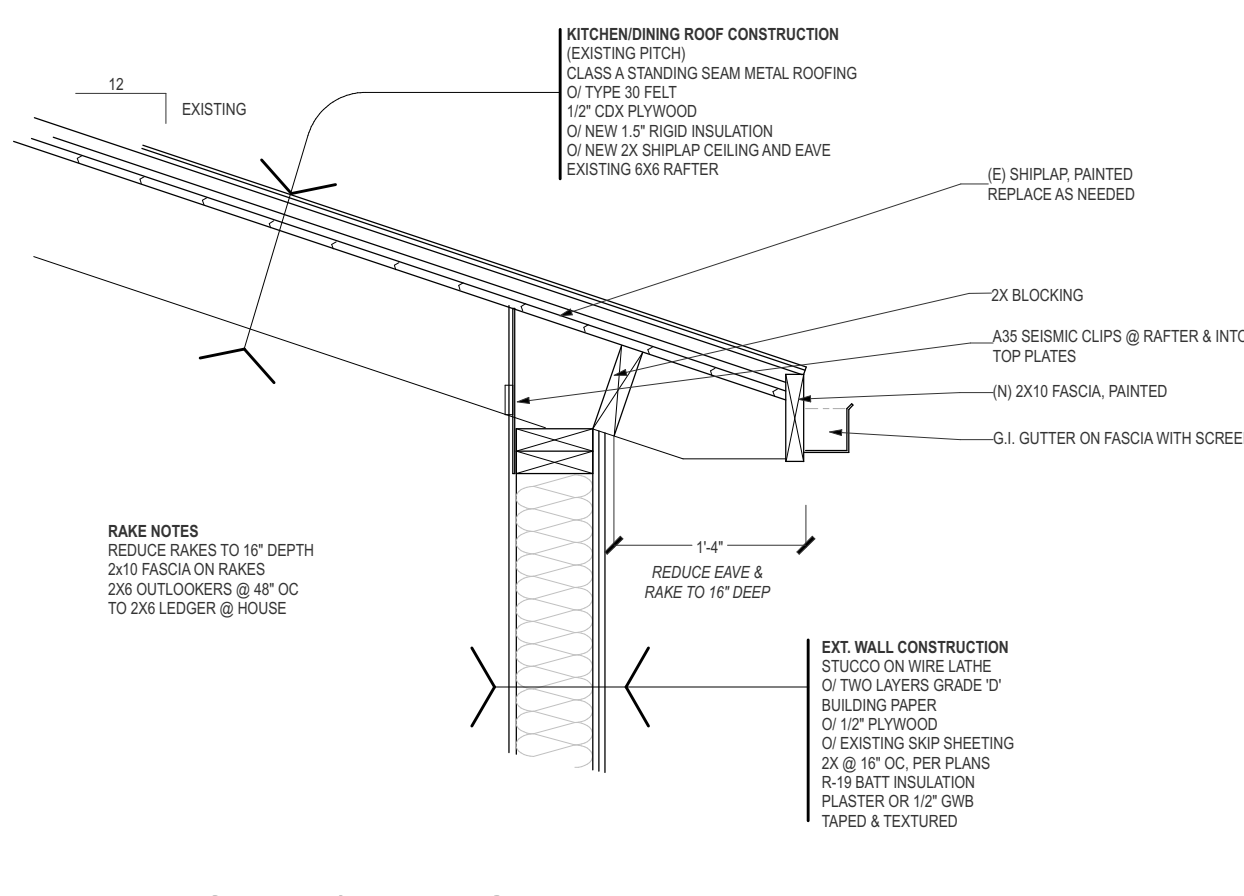 KITCHEN/DINING ROOF CONSTRUCTION
(EXISTING PITCH)
CLASS A STANDING SEAM METAL ROOFING
O/ TYPE 30 FELT
1/2" CDX PLYWOOD
O/ NEW 1.5" RIGID INSULATION
O/ NEW 2X SHIPLAP CEILING AND EAVE
EXISTING 6X6 RAFTER
12
EXISTING
(E) SHIPLAP, PAINTED
REPLACE AS NEEDED
2X BLOCKING
A35 SEISMIC CLIPS @ RAFTER & INTO
TOP PLATES
(N) 2X10 FASCIA, PAINTED
G.I. GUTTER ON FASCIA WITH
RAKE NOTES
REDUCE RAKES TO 16" DEPTH
2x10 FASCIA ON RAKES
2X6 OUTLOOKERS @ 48" OC
TO 2X6 LEDGER @ HOUSE
1'-4"
REDUCE EAVE &
RAKE TO 16" DEEP
EXT. WALL CONSTRUCTION
STUCCO ON WIRE LATHE
O/ TWO LAYERS GRADE 'D'
BUILDING PAPER
O/ 1/2" PLYWOOD
O/ EXISTING SKIP SHEETING
2X @ 16" OC, PER PLANS
R-19 BATT INSULATION
PLASTER OR 1/2" GWB
TAPED & TEXTURED